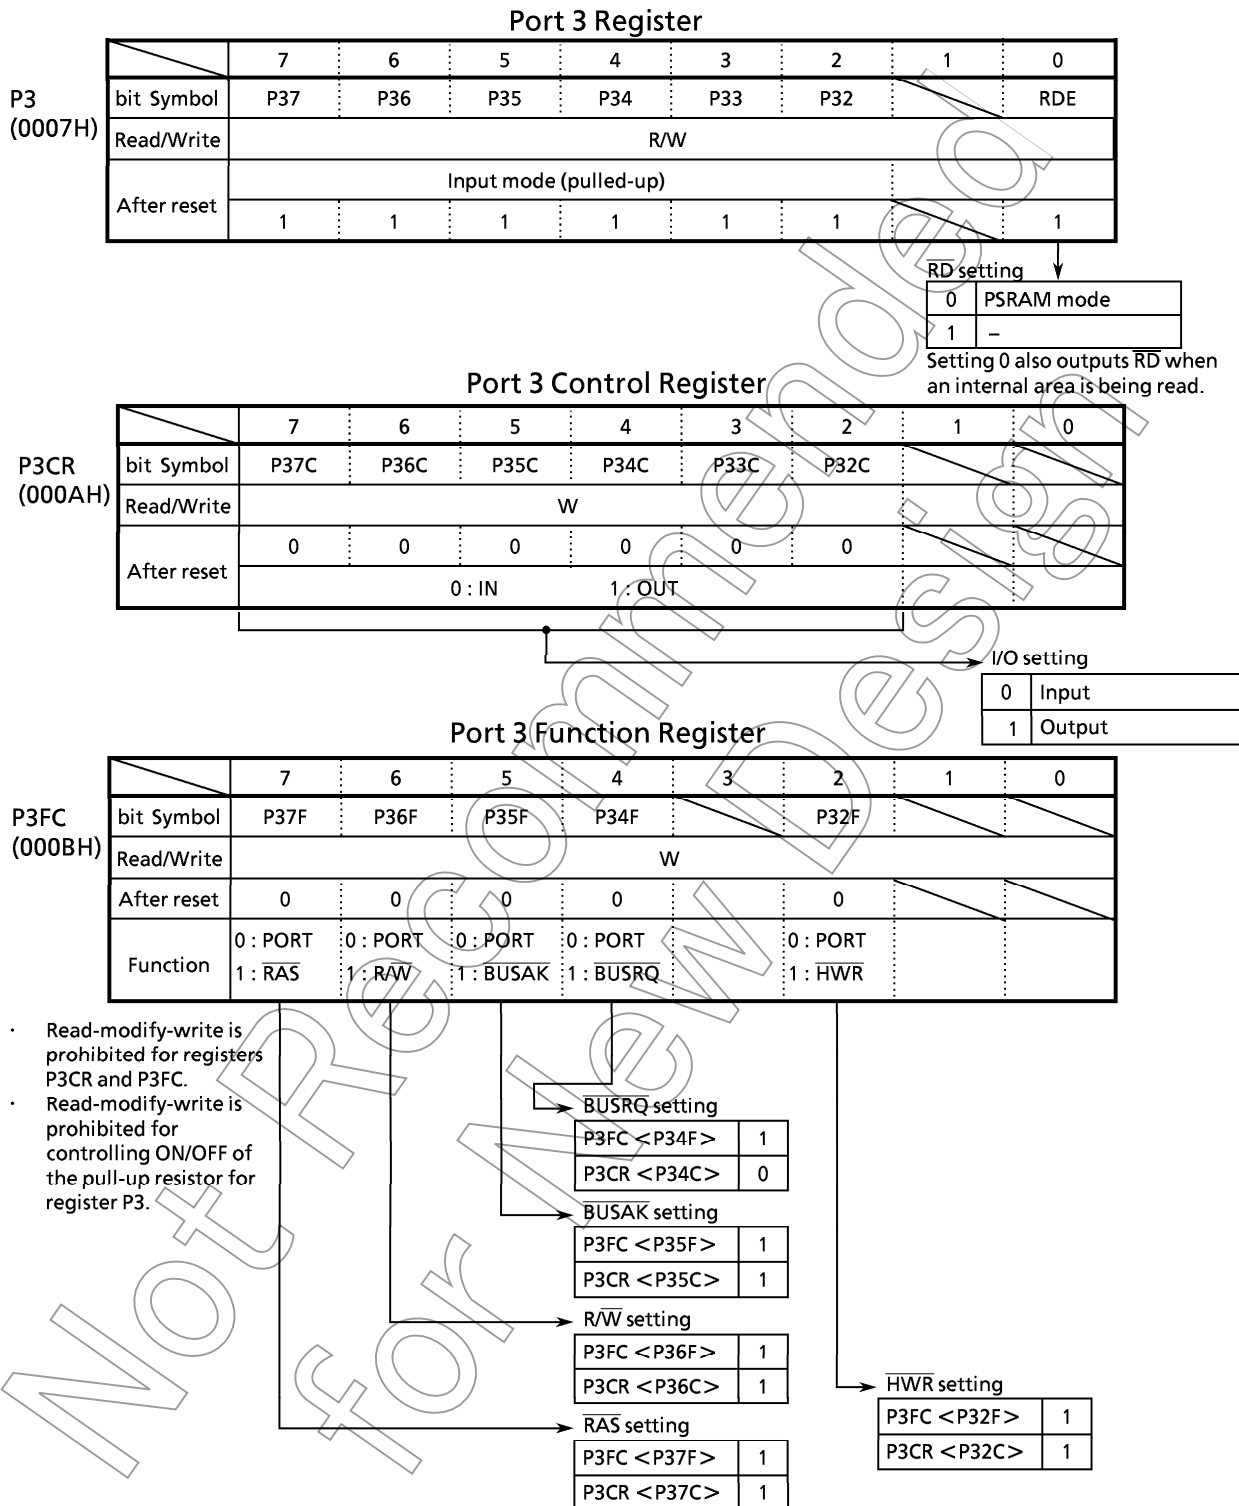 Port 3 Register
7 6 5 4 3 2 1 0
P3
(0007H)
bit Symbol P37 P36 P35 P34 P33 P32 RDE
Read/Write R/W
After reset Input mode (pulled-up)
1 1 1 1 1 1 1
R̅D̅ setting
0 PSRAM mode
1 –
Setting 0 also outputs R̅D̅ when
an internal area is being read.
Port 3 Control Register
7 6 5 4 3 2 1 0
P3CR
(000AH)
bit Symbol P37C P36C P35C P34C P33C P32C
Read/Write W
After reset 0 0 0 0 0 0
0 : IN 1 : OUT
I/O setting
0 Input
1 Output
Port 3 Function Register
7 6 5 4 3 2 1 0
P3FC
(000BH)
bit Symbol P37F P36F P35F P34F P32F
Read/Write W
After reset 0 0 0 0 0
Function
0 : PORT 0 : PORT 0 : PORT 0 : PORT 0 : PORT
1 : R̅A̅S̅ 1 : R/W̅ 1 : B̅U̅S̅A̅K̅ 1 : B̅U̅S̅R̅Q̅ 1 : H̅W̅R̅
· Read-modify-write is
prohibited for registers
P3CR and P3FC.
· Read-modify-write is
prohibited for
controlling ON/OFF of
the pull-up resistor for
register P3.
B̅U̅S̅R̅Q̅ setting
P3FC <P34F> 1
P3CR <P34C> 0
B̅U̅S̅A̅K̅ setting
P3FC <P35F> 1
P3CR <P35C> 1
R/W̅ setting
P3FC <P36F> 1
P3CR <P36C> 1
R̅A̅S̅ setting
P3FC <P37F> 1
P3CR <P37C> 1
H̅W̅R̅ setting
P3FC <P32F> 1
P3CR <P32C> 1
Not Recommended
for New Design